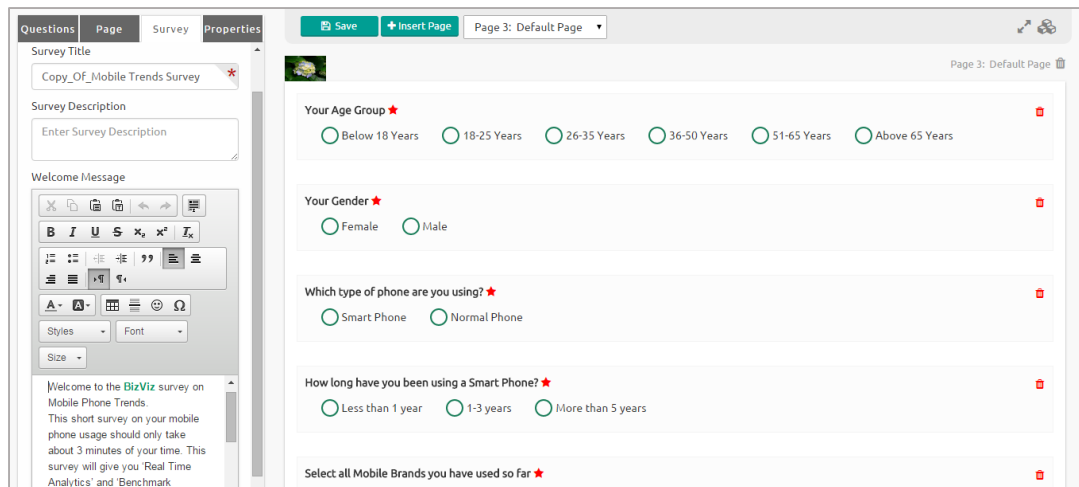 Questions Page Survey Properties
Save Insert Page Page 3: Default Page
Page 3: Default Page
Survey Title
Copy_Of_Mobile Trends Survey *
Survey Description
Enter Survey Description
Welcome Message
B I U S x₂ x² Tx
A A Ω
Styles Font
Size
Welcome to the BizViz survey on
Mobile Phone Trends.
This short survey on your mobile
phone usage should only take
about 3 minutes of your time. This
survey will give you 'Real Time
Analytics' and 'Benchmark
Your Age Group
Below 18 Years 18-25 Years 26-35 Years 36-50 Years 51-65 Years Above 65 Years
Your Gender
Female Male
Which type of phone are you using?
Smart Phone Normal Phone
How long have you been using a Smart Phone?
Less than 1 year 1-3 years More than 5 years
Select all Mobile Brands you have used so far